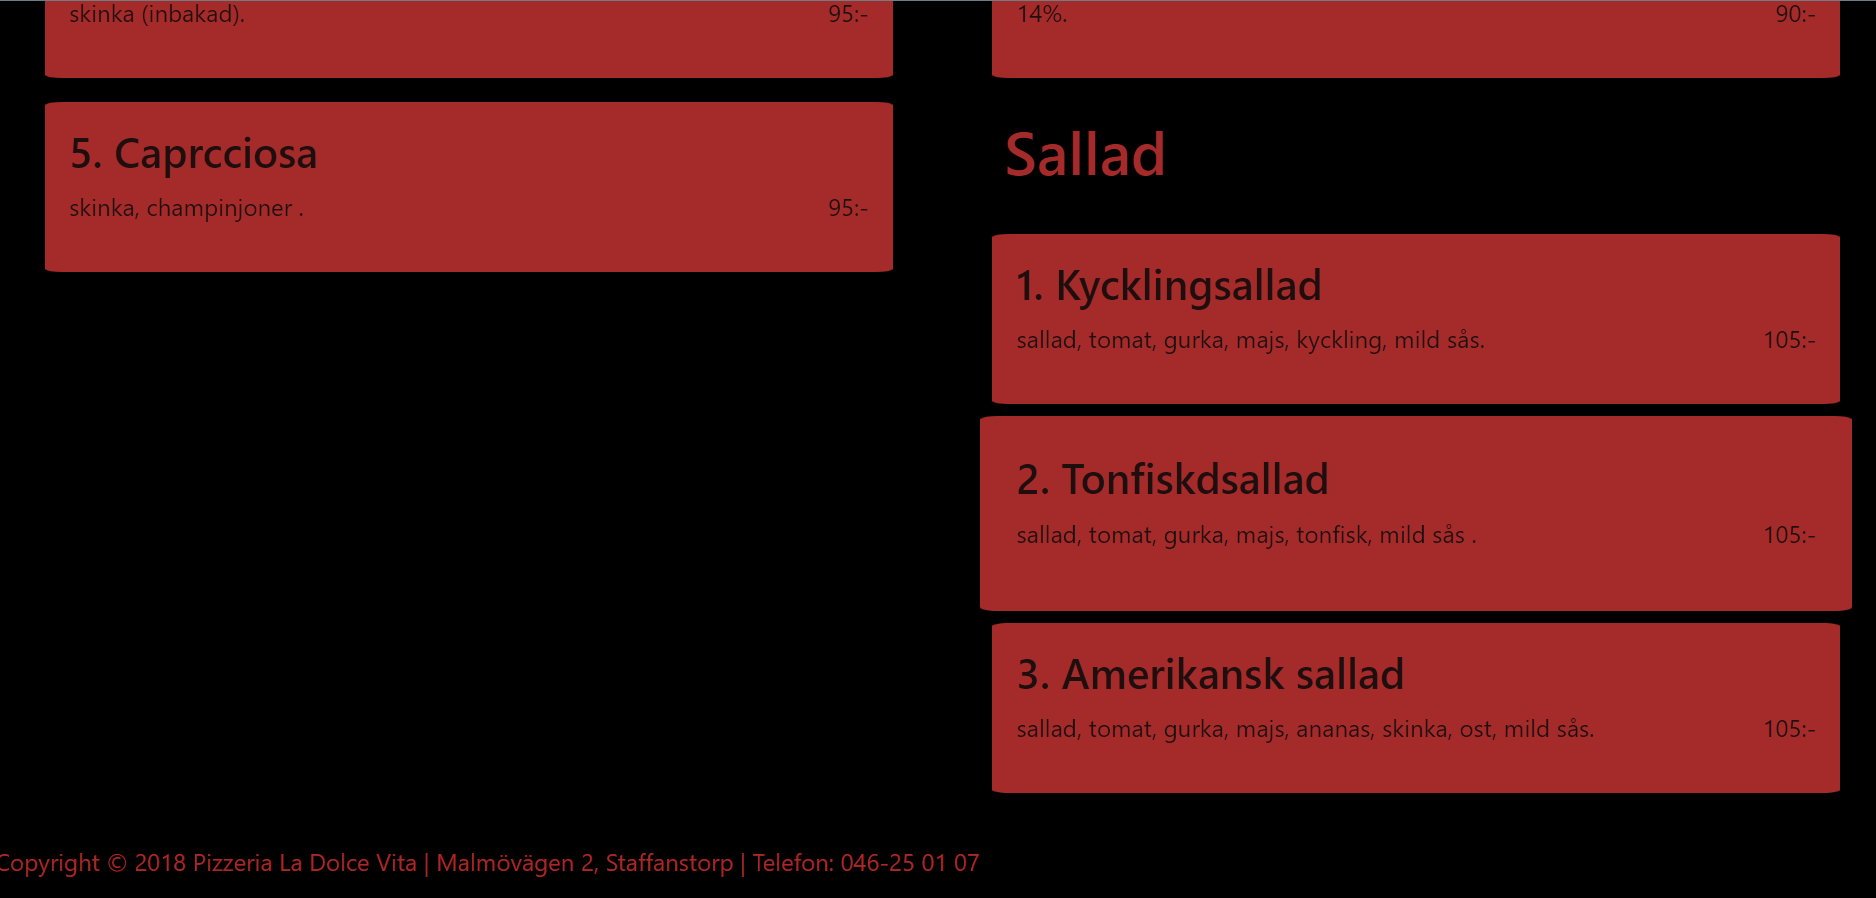 skinka (inbakad). 95:-
5. Caprcciosa
skinka, champinjoner . 95:-
14%. 90:-
Sallad
1. Kycklingsallad
sallad, tomat, gurka, majs, kyckling, mild sås. 105:-
2. Tonfiskdsallad
sallad, tomat, gurka, majs, tonfisk, mild sås . 105:-
3. Amerikansk sallad
sallad, tomat, gurka, majs, ananas, skinka, ost, mild sås. 105:-
Copyright © 2018 Pizzeria La Dolce Vita | Malmövägen 2, Staffanstorp | Telefon: 046-25 01 07